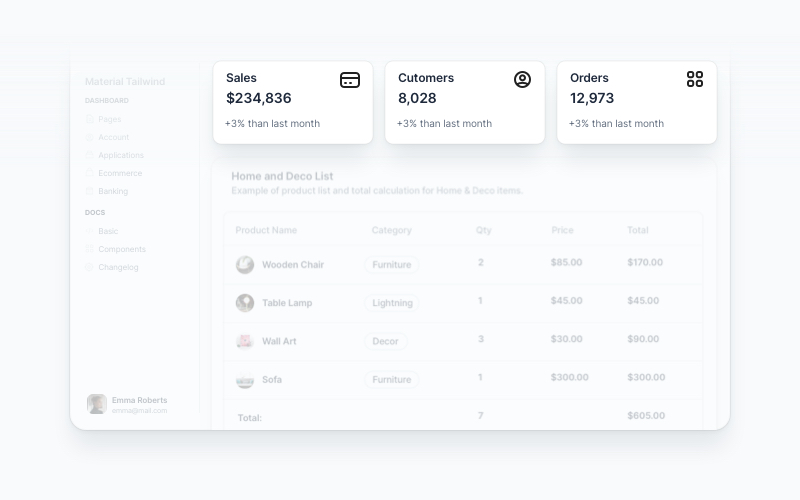 Material Tailwind
DASHBOARD
Pages
Account
Applications
Ecommerce
Banking
DOCS
Basic
Components
Changelog
Emma Roberts
emma@mail.com
Sales
$234,836
+3% than last month
Cutomers
8,028
+3% than last month
Orders
12,973
+3% than last month
Home and Deco List
Example of product list and total calculation for Home & Deco items.
Product Name Category Qty Price Total
Wooden Chair Furniture 2 $85.00 $170.00
Table Lamp Lightning 1 $45.00 $45.00
Wall Art Decor 3 $30.00 $90.00
Sofa Furniture 1 $300.00 $300.00
Total: 7 $605.00